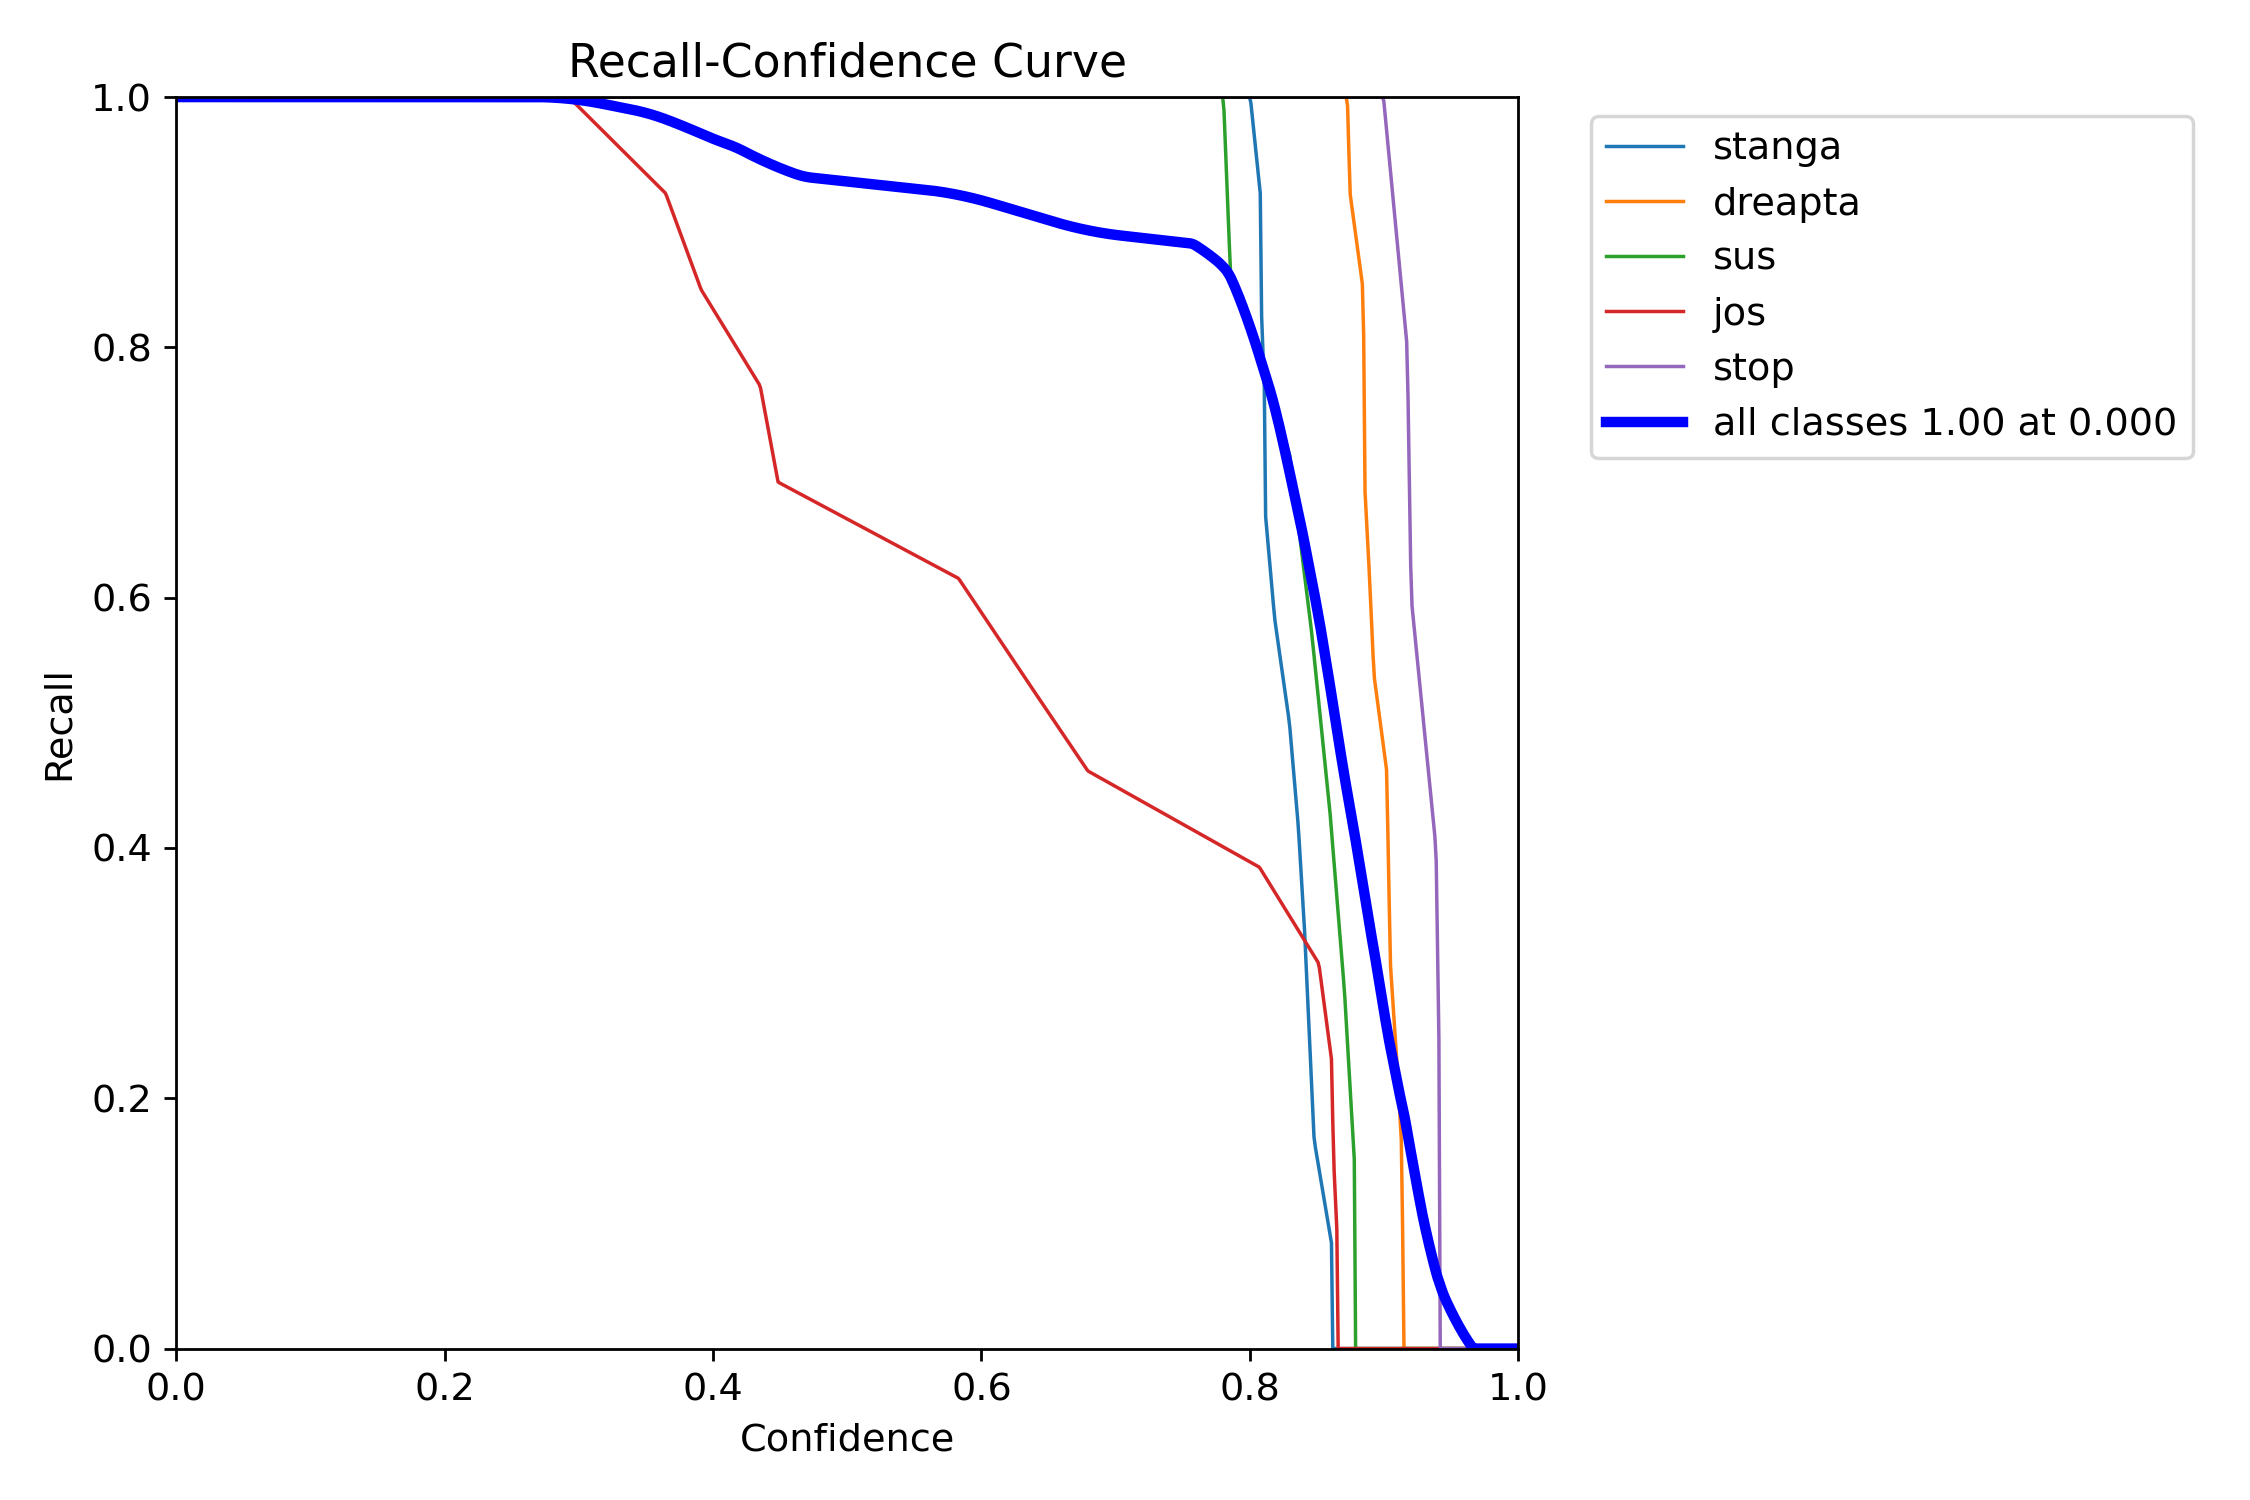 Recall-Confidence Curve
1.0
0.8
0.6
0.4
0.2
0.0
Recall
0.0 0.2 0.4 0.6 0.8 1.0
Confidence
stanga
dreapta
sus
jos
stop
all classes 1.00 at 0.000